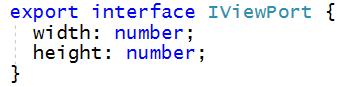 export interface IViewPort {
  width: number;
  height: number;
}